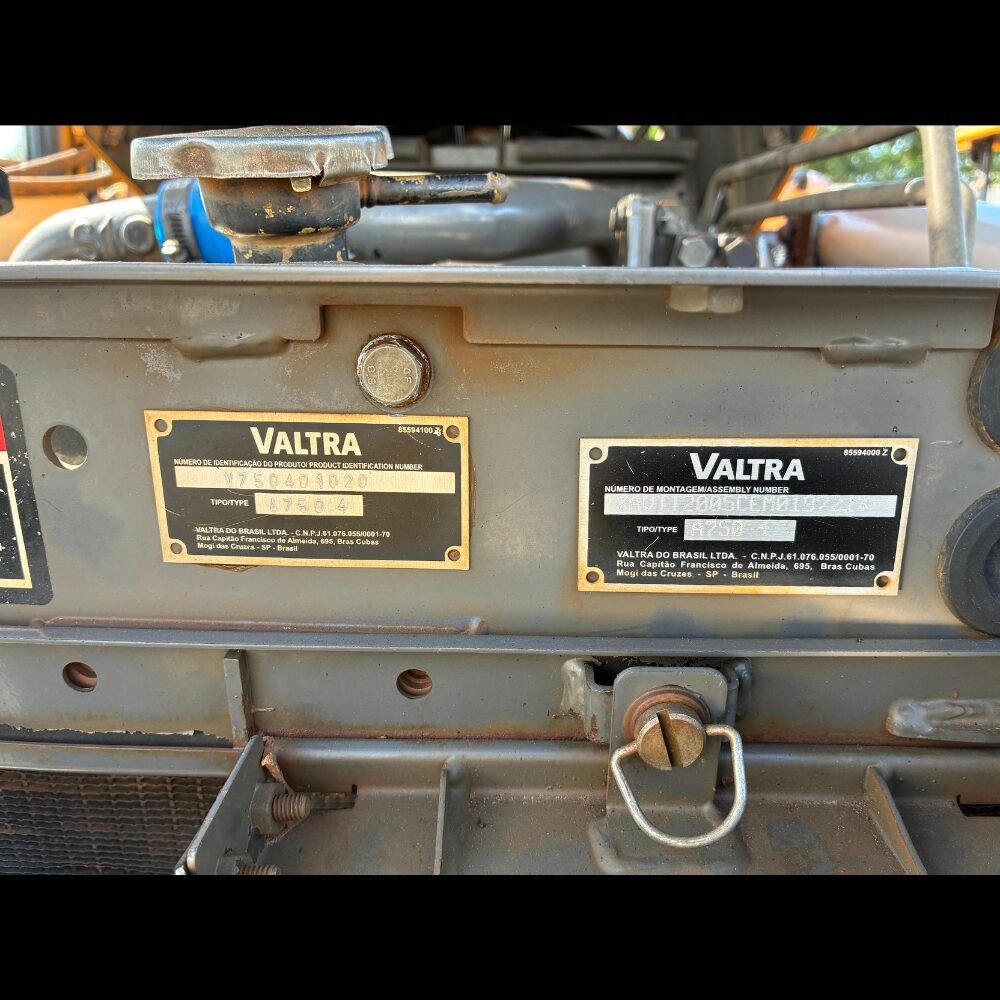 VALTRA
85594100 Z
NÚMERO DE IDENTIFICAÇÃO DO PRODUTO/ PRODUCT IDENTIFICATION NUMBER
V750401020
TIPO/TYPE A750 4
VALTRA DO BRASIL LTDA. - C.N.P.J.61.076.055/0001-70
Rua Capitão Francisco de Almeida, 695, Bras Cubas
Mogi das Cruzes - SP - Brasil
VALTRA
85594000 Z
NÚMERO DE MONTAGEM/ASSEMBLY NUMBER
TIPO/TYPE A750 4
VALTRA DO BRASIL LTDA. - C.N.P.J.61.076.055/0001-70
Rua Capitão Francisco de Almeida, 695, Bras Cubas
Mogi das Cruzes - SP - Brasil